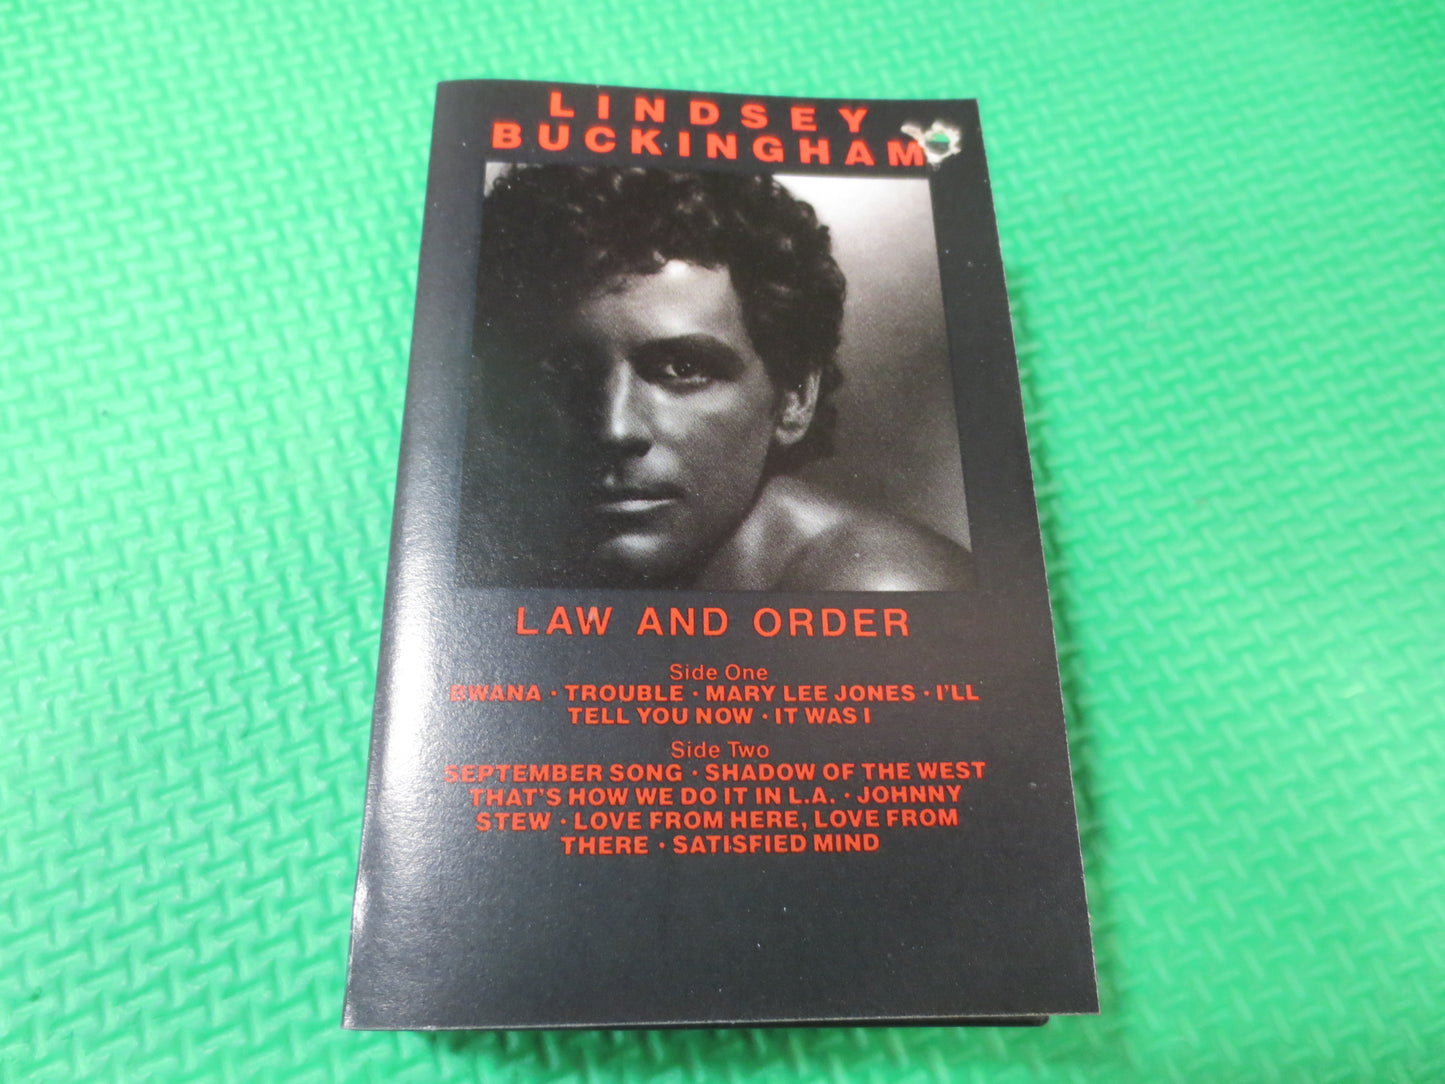 LINDSEY
BUCKINGHAM
LAW AND ORDER
Side One
BWANA · TROUBLE · MARY LEE JONES · I'LL
TELL YOU NOW · IT WAS I
Side Two
SEPTEMBER SONG · SHADOW OF THE WEST
THAT'S HOW WE DO IT IN L.A. · JOHNNY
STEW · LOVE FROM HERE, LOVE FROM
THERE · SATISFIED MIND